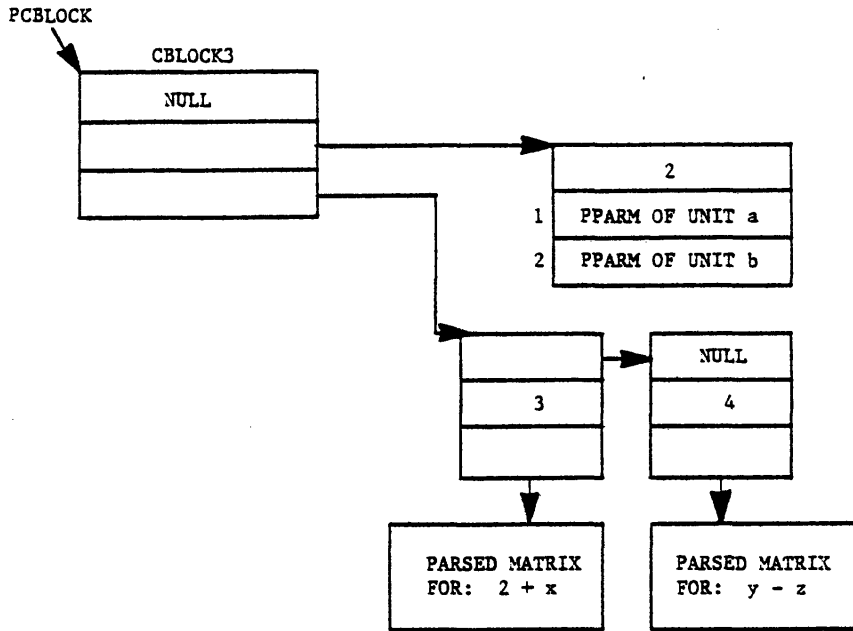 PCBLOCK
CBLOCK3
NULL
2
1 PPARM OF UNIT a
2 PPARM OF UNIT b
NULL
3
4
PARSED MATRIX
FOR: 2 + x
PARSED MATRIX
FOR: y - z